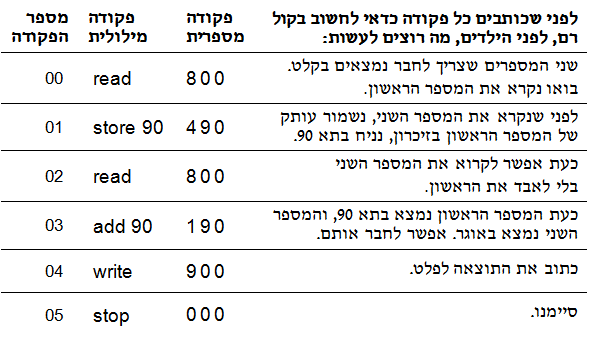 לפני שכותבים כל פקודה כדאי לחשוב בקול
רם, לפני הילדים, מה רוצים לעשות:
פקודה
מספרית
פקודה
מילולית
מספר
הפקודה
שני המספרים שצריך לחבר נמצאים בקלט.
בואו נקרא את המספר הראשון.
800
read
00
לפני שנקרא את המספר השני, נשמור עותק
של המספר הראשון בזיכרון, נניח בתא 90.
490
store 90
01
כעת אפשר לקרוא את המספר השני
בלי לאבד את הראשון.
800
read
02
כעת המספר הראשון נמצא בתא 90, והמספר
השני נמצא באוגר. אפשר לחבר אותם.
190
add 90
03
כתוב את התוצאה לפלט.
900
write
04
סיימנו.
000
stop
05